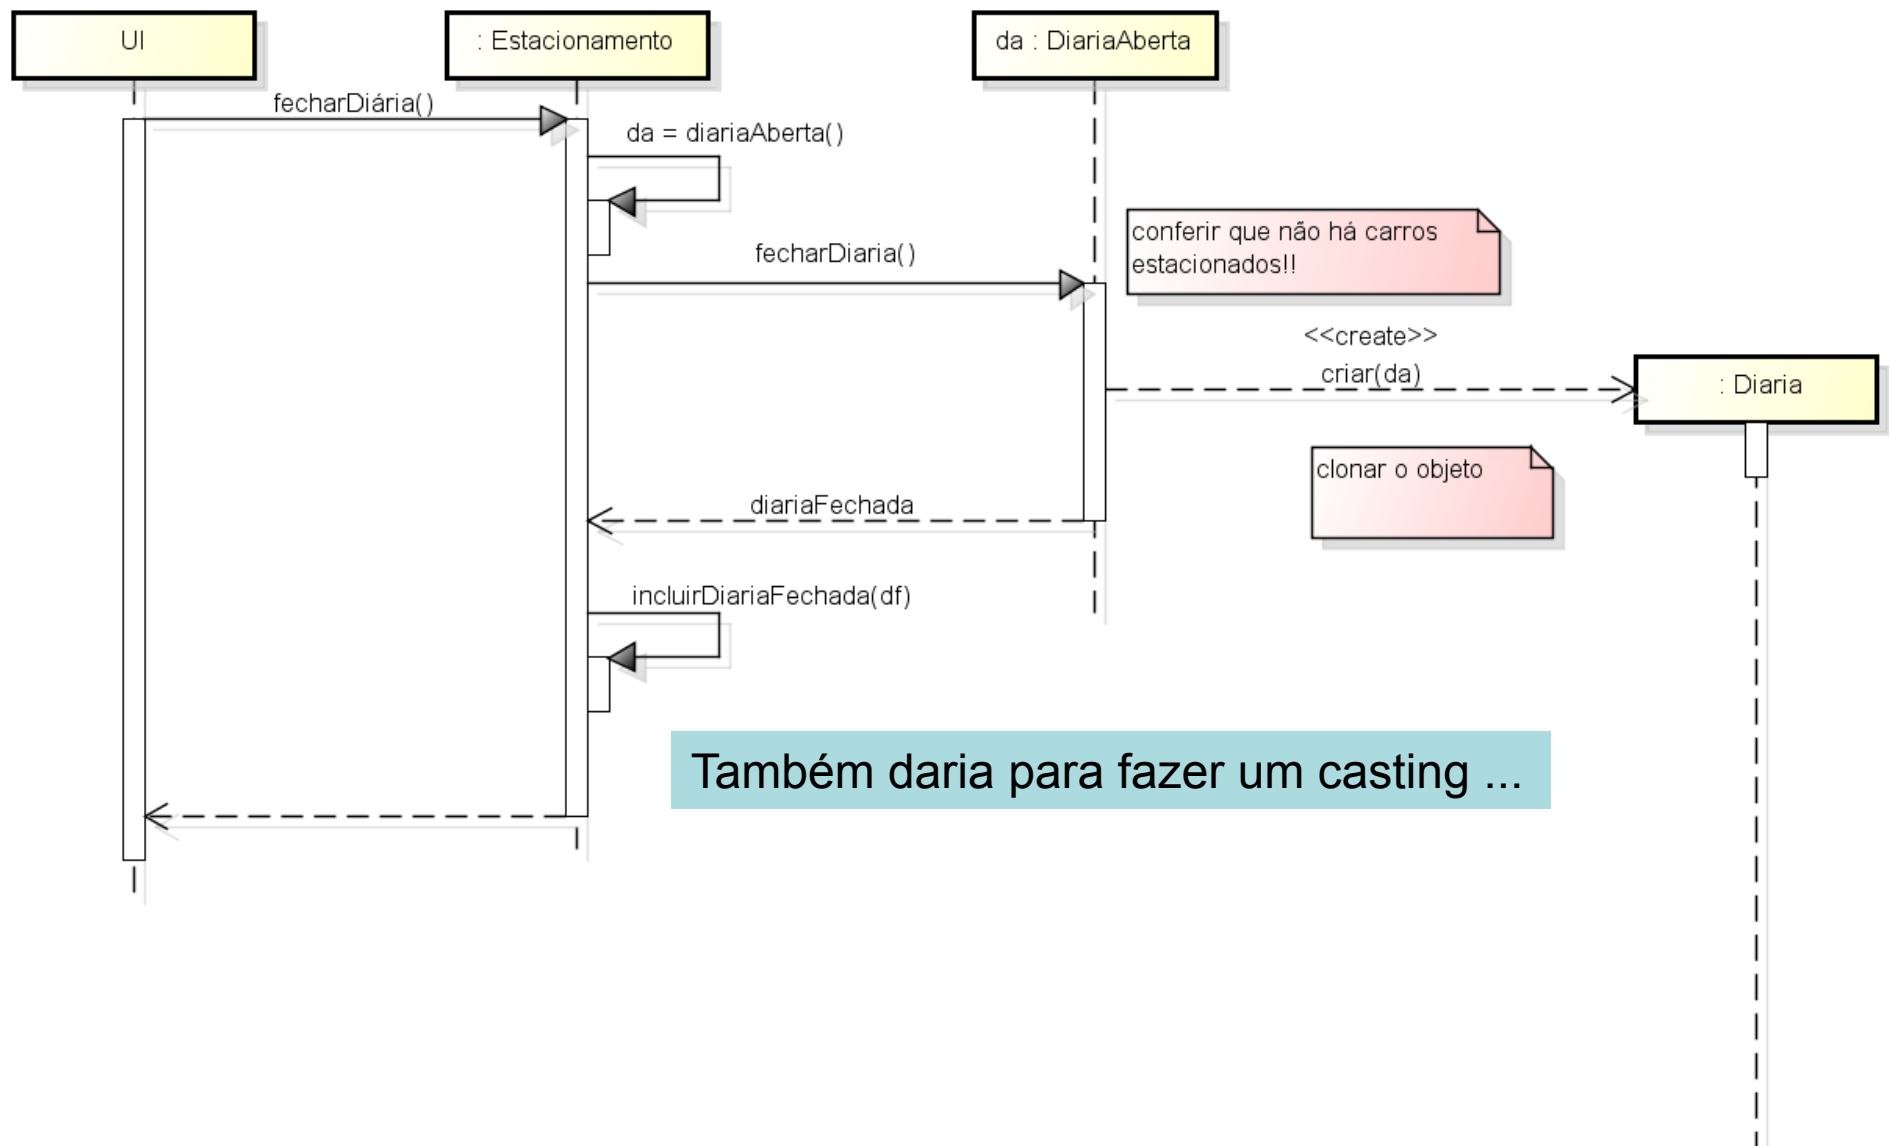 UI
: Estacionamento
da : DiariaAberta
fecharDiária()
da = diariaAberta()
conferir que não há carros
estacionados!!
fecharDiaria()
<<create>>
criar(da)
: Diaria
clonar o objeto
diariaFechada
incluirDiariaFechada(df)
Também daria para fazer um casting ...